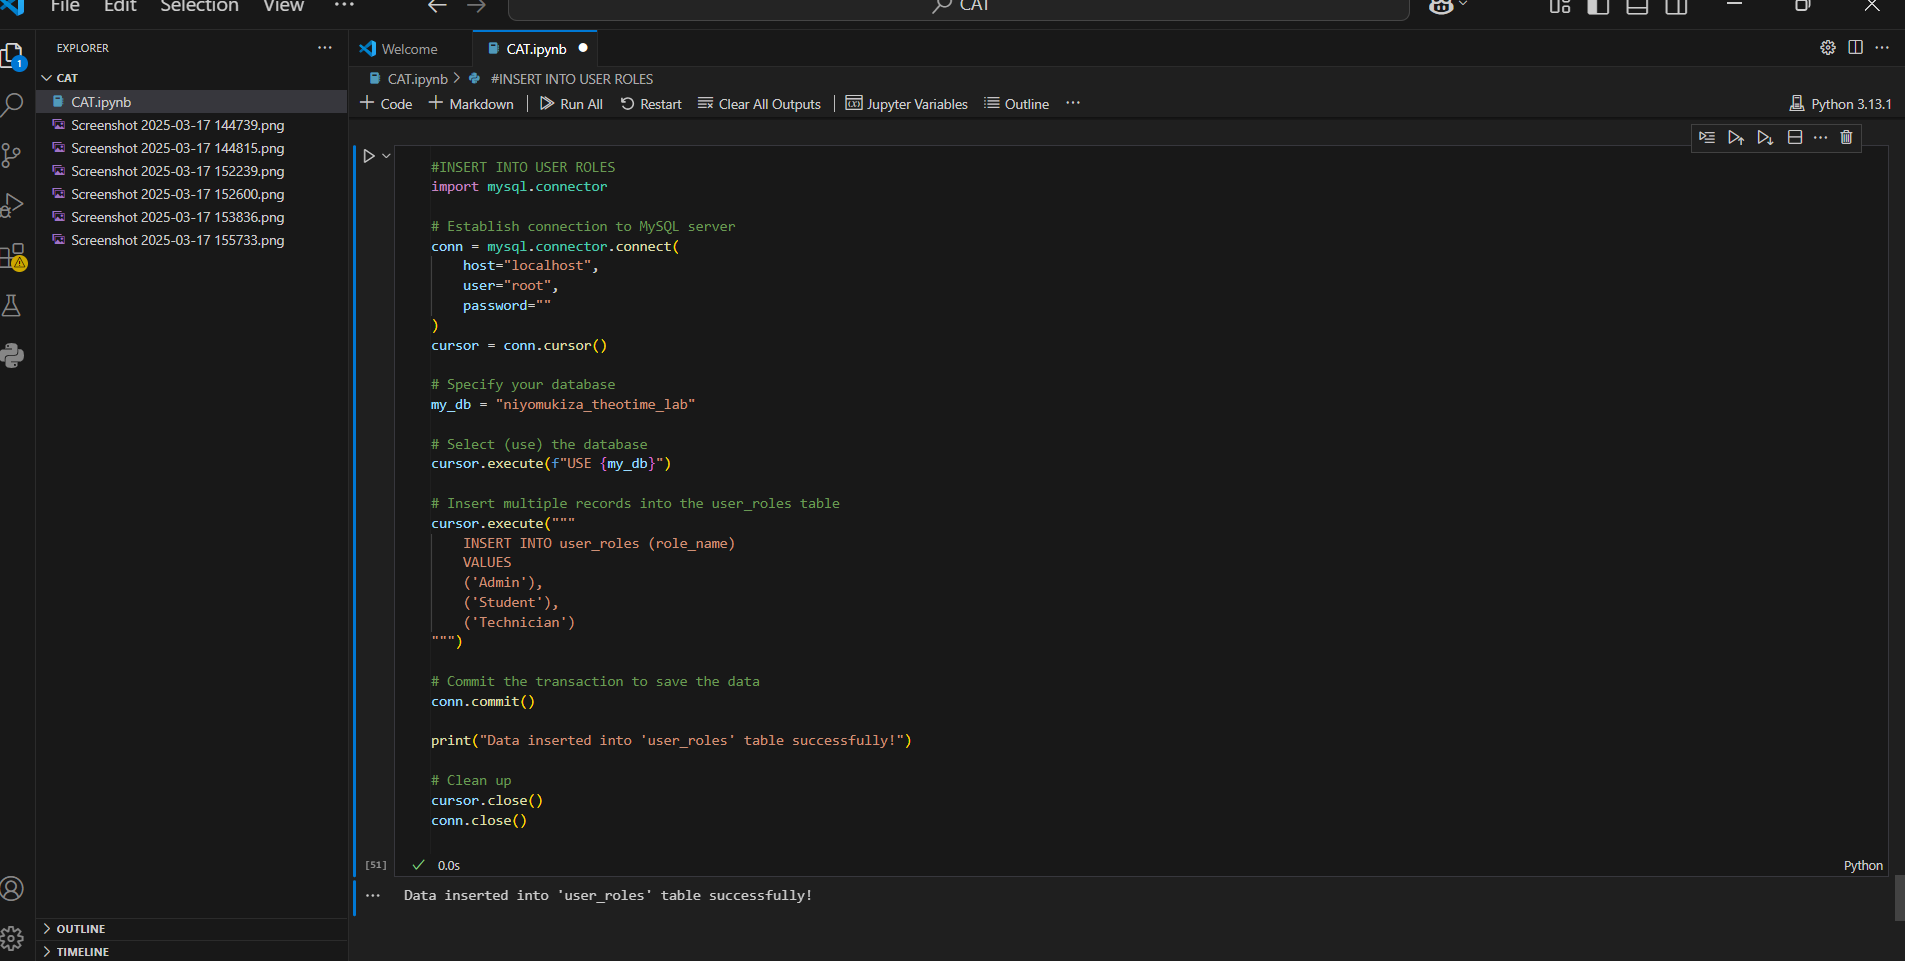 File Edit Selection View ···
CAT
EXPLORER ···
CAT
CAT.ipynb
Screenshot 2025-03-17 144739.png
Screenshot 2025-03-17 144815.png
Screenshot 2025-03-17 152239.png
Screenshot 2025-03-17 152600.png
Screenshot 2025-03-17 153836.png
Screenshot 2025-03-17 155733.png
OUTLINE
TIMELINE
1
Welcome CAT.ipynb
CAT.ipynb > #INSERT INTO USER ROLES
+ Code + Markdown | Run All Restart Clear All Outputs | Jupyter Variables Outline ···
Python 3.13.1
#INSERT INTO USER ROLES
import mysql.connector
# Establish connection to MySQL server
conn = mysql.connector.connect(
host="localhost",
user="root",
password=""
)
cursor = conn.cursor()
# Specify your database
my_db = "niyomukiza_theotime_lab"
# Select (use) the database
cursor.execute(f"USE {my_db}")
# Insert multiple records into the user_roles table
cursor.execute("""
INSERT INTO user_roles (role_name)
VALUES
('Admin'),
('Student'),
('Technician')
""")
# Commit the transaction to save the data
conn.commit()
print("Data inserted into 'user_roles' table successfully!")
# Clean up
cursor.close()
conn.close()
[51] 0.0s
Python
··· Data inserted into 'user_roles' table successfully!